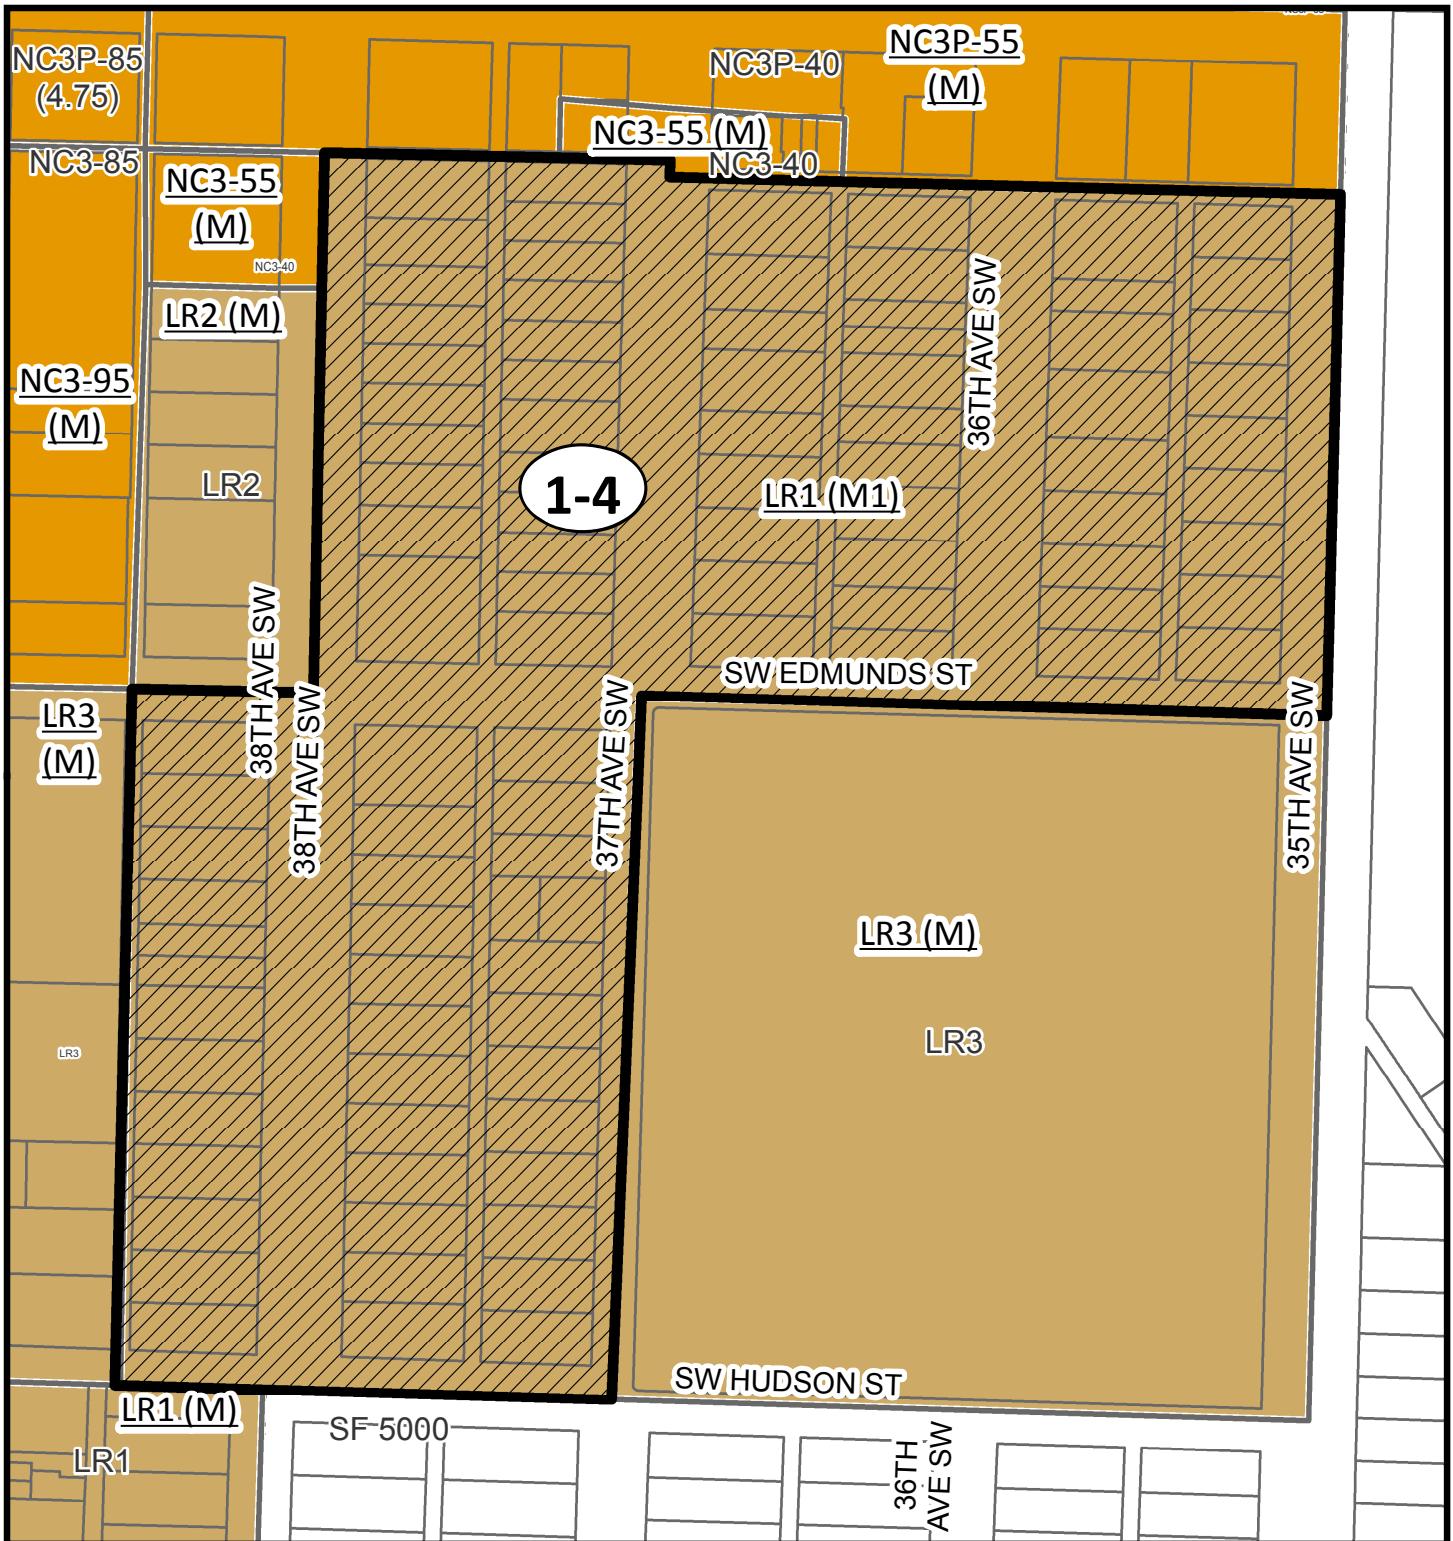 NC3P-85
(4.75)
NC3P-40
NC3P-55
(M)
NC3-55 (M)
NC3-40
NC3-85
NC3-55
(M)
NC3-40
LR2 (M)
36TH AVE SW
NC3-95
(M)
LR2
1-4
LR1 (M1)
38TH AVE SW
SW EDMUNDS ST
LR3
(M)
38TH AVE SW
37TH AVE SW
35TH AVE SW
LR3 (M)
LR3
LR3
SW HUDSON ST
LR1 (M)
SF 5000
LR1
36TH
AVE SW